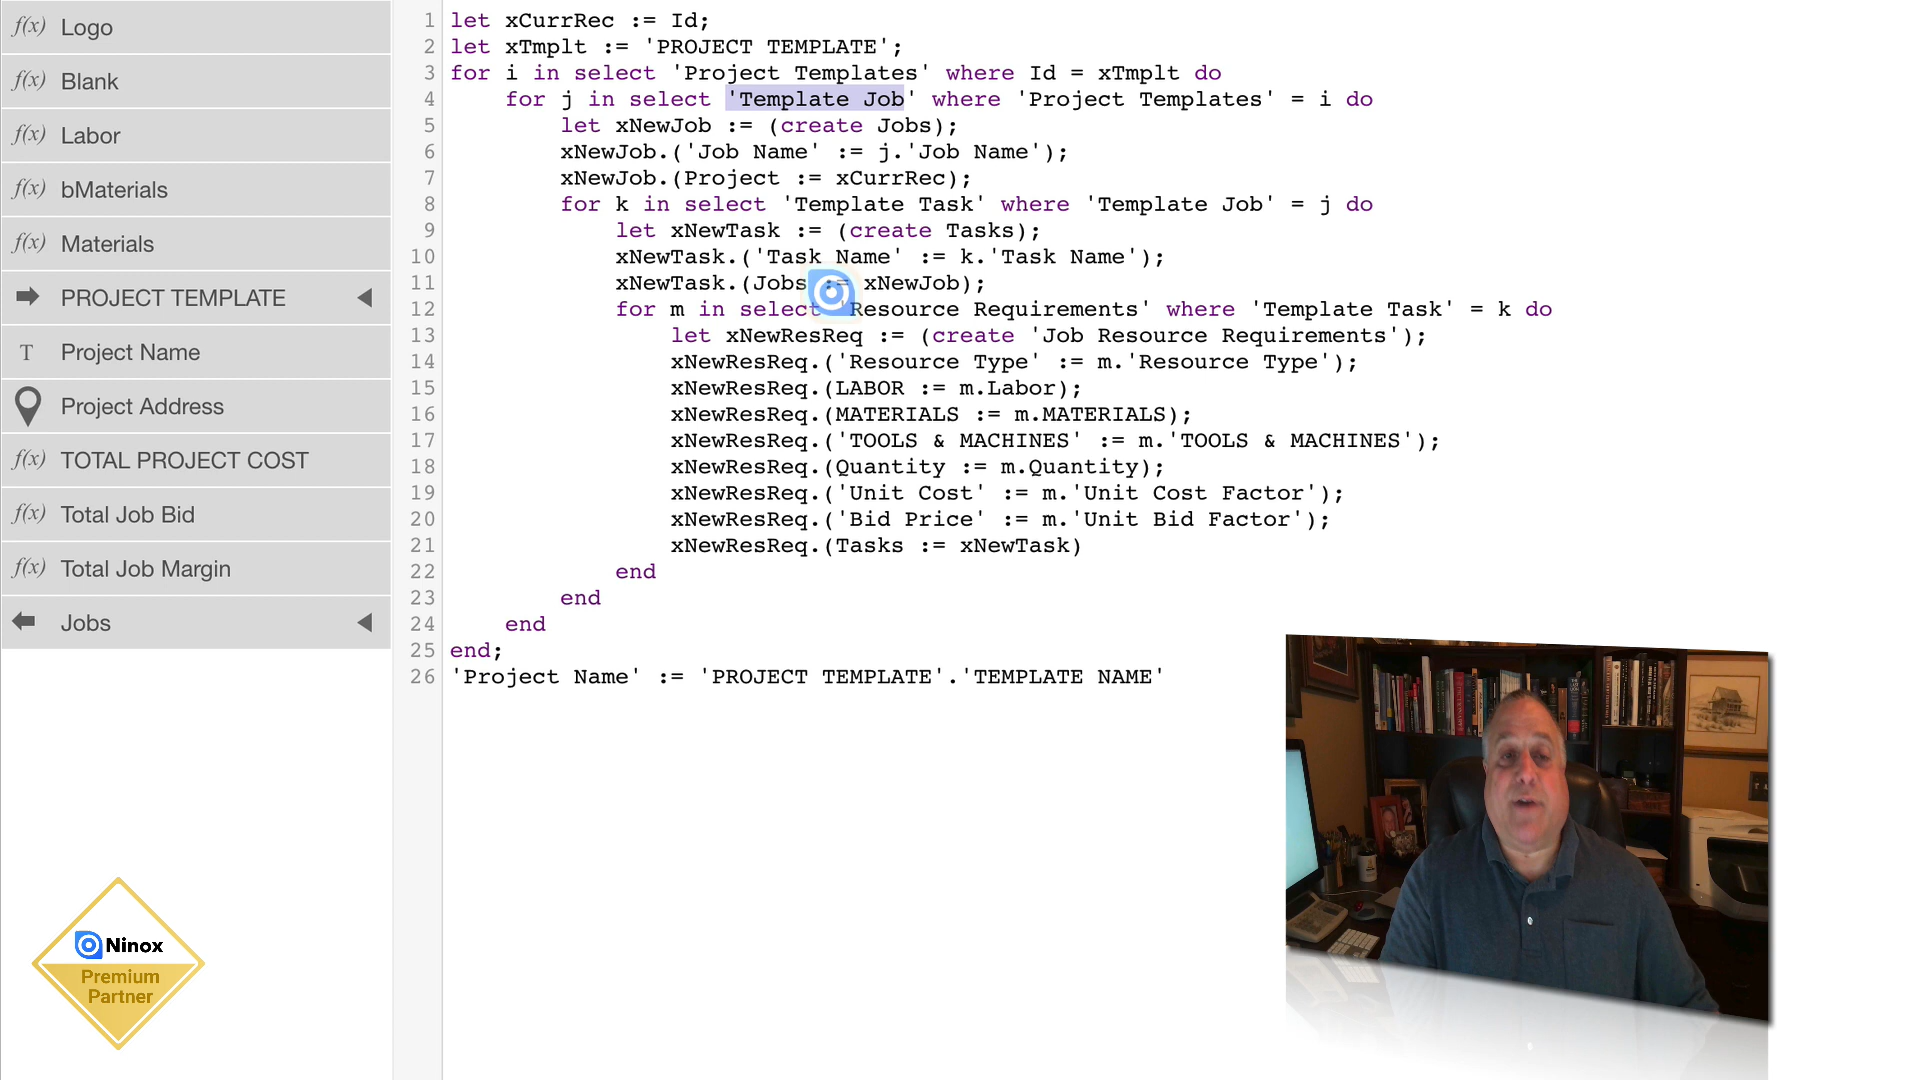 f(x) Logo
f(x) Blank
f(x) Labor
f(x) bMaterials
f(x) Materials
PROJECT TEMPLATE
T Project Name
Project Address
f(x) TOTAL PROJECT COST
f(x) Total Job Bid
f(x) Total Job Margin
Jobs
1 let xCurrRec := Id;
2 let xTmplt := 'PROJECT TEMPLATE';
3 for i in select 'Project Templates' where Id = xTmplt do
4 for j in select 'Template Job' where 'Project Templates' = i do
5 let xNewJob := (create Jobs);
6 xNewJob.('Job Name' := j.'Job Name');
7 xNewJob.(Project := xCurrRec);
8 for k in select 'Template Task' where 'Template Job' = j do
9 let xNewTask := (create Tasks);
10 xNewTask.('Task Name' := k.'Task Name');
11 xNewTask.(Jobs := xNewJob);
12 for m in select 'Resource Requirements' where 'Template Task' = k do
13 let xNewResReq := (create 'Job Resource Requirements');
14 xNewResReq.('Resource Type' := m.'Resource Type');
15 xNewResReq.(LABOR := m.Labor);
16 xNewResReq.(MATERIALS := m.MATERIALS);
17 xNewResReq.('TOOLS & MACHINES' := m.'TOOLS & MACHINES');
18 xNewResReq.(Quantity := m.Quantity);
19 xNewResReq.('Unit Cost' := m.'Unit Cost Factor');
20 xNewResReq.('Bid Price' := m.'Unit Bid Factor');
21 xNewResReq.(Tasks := xNewTask)
22 end
23 end
24 end
25 end;
26 'Project Name' := 'PROJECT TEMPLATE'.'TEMPLATE NAME'
Ninox
Premium
Partner